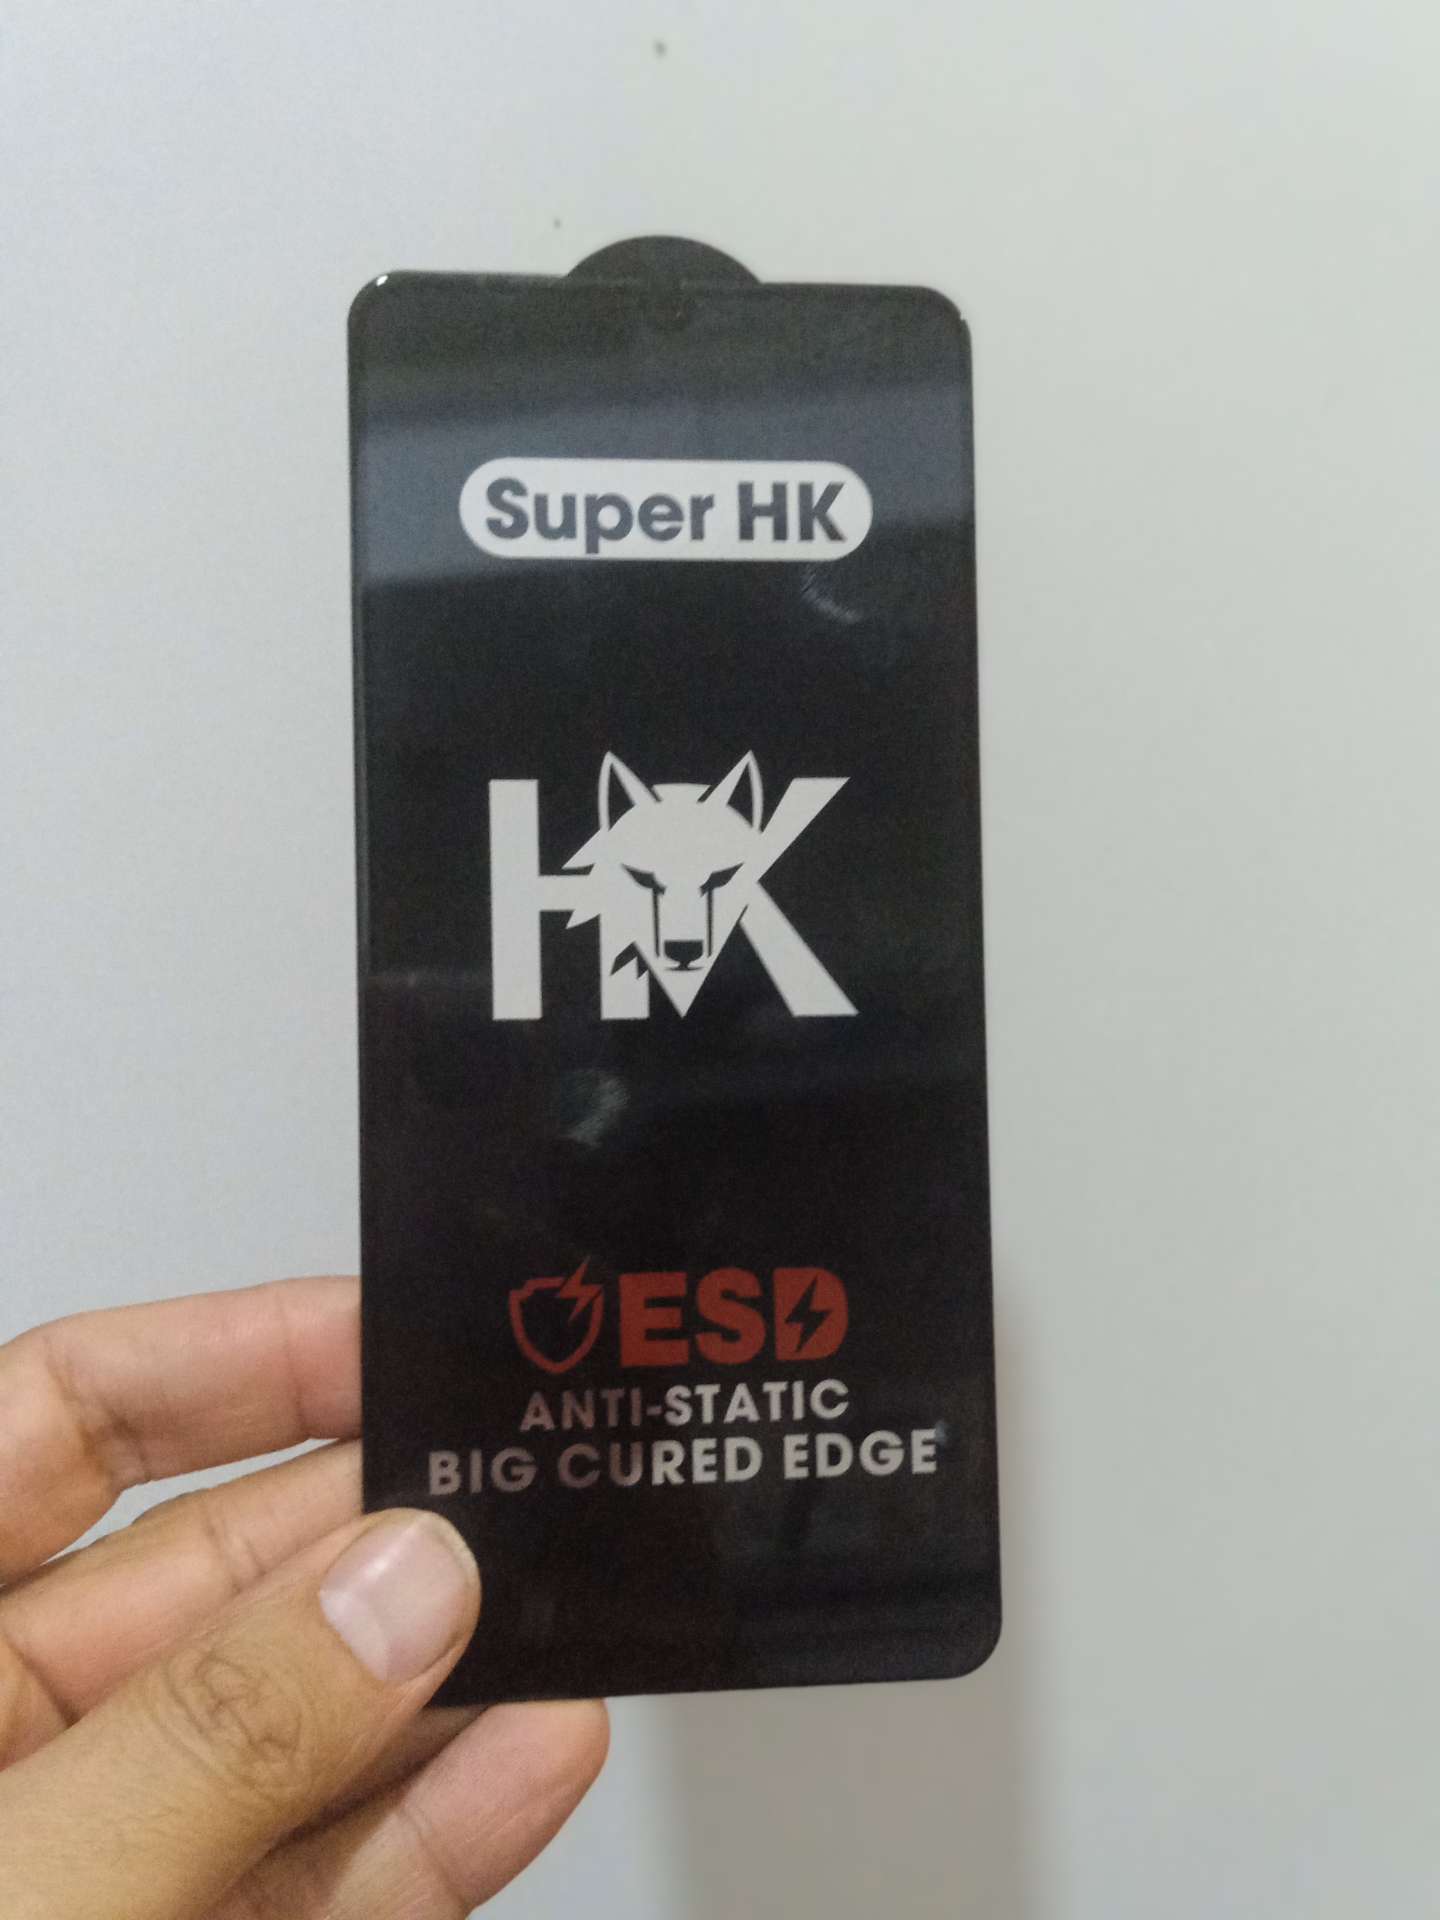 Super HK
HK
ESD
ANTI-STATIC
BIG CURED EDGE